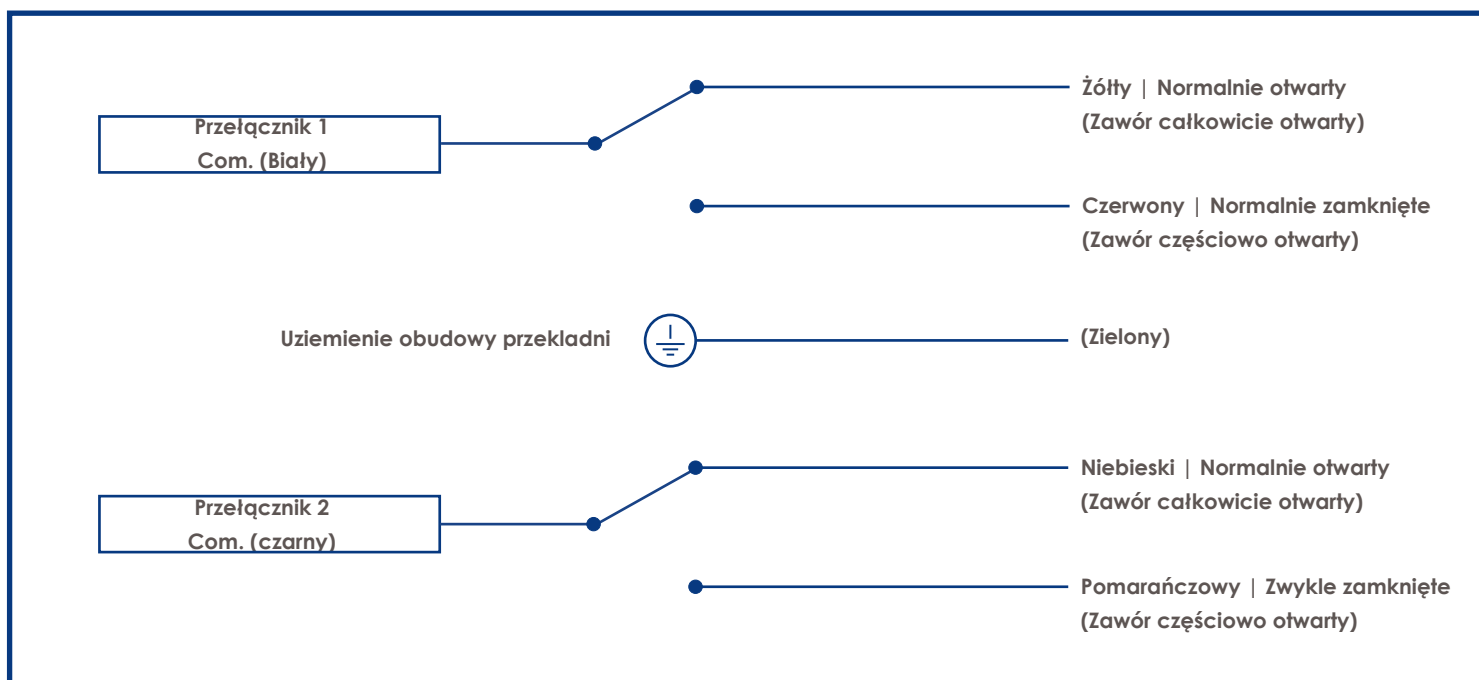 Przełącznik 1
Com. (Biały)
Żółty | Normalnie otwarty
(Zawór całkowicie otwarty)
Czerwony | Normalnie zamknięte
(Zawór częściowo otwarty)
Uziemienie obudowy przekladni
(Zielony)
Przełącznik 2
Com. (czarny)
Niebieski | Normalnie otwarty
(Zawór całkowicie otwarty)
Pomarańczowy | Zwykle zamknięte
(Zawór częściowo otwarty)